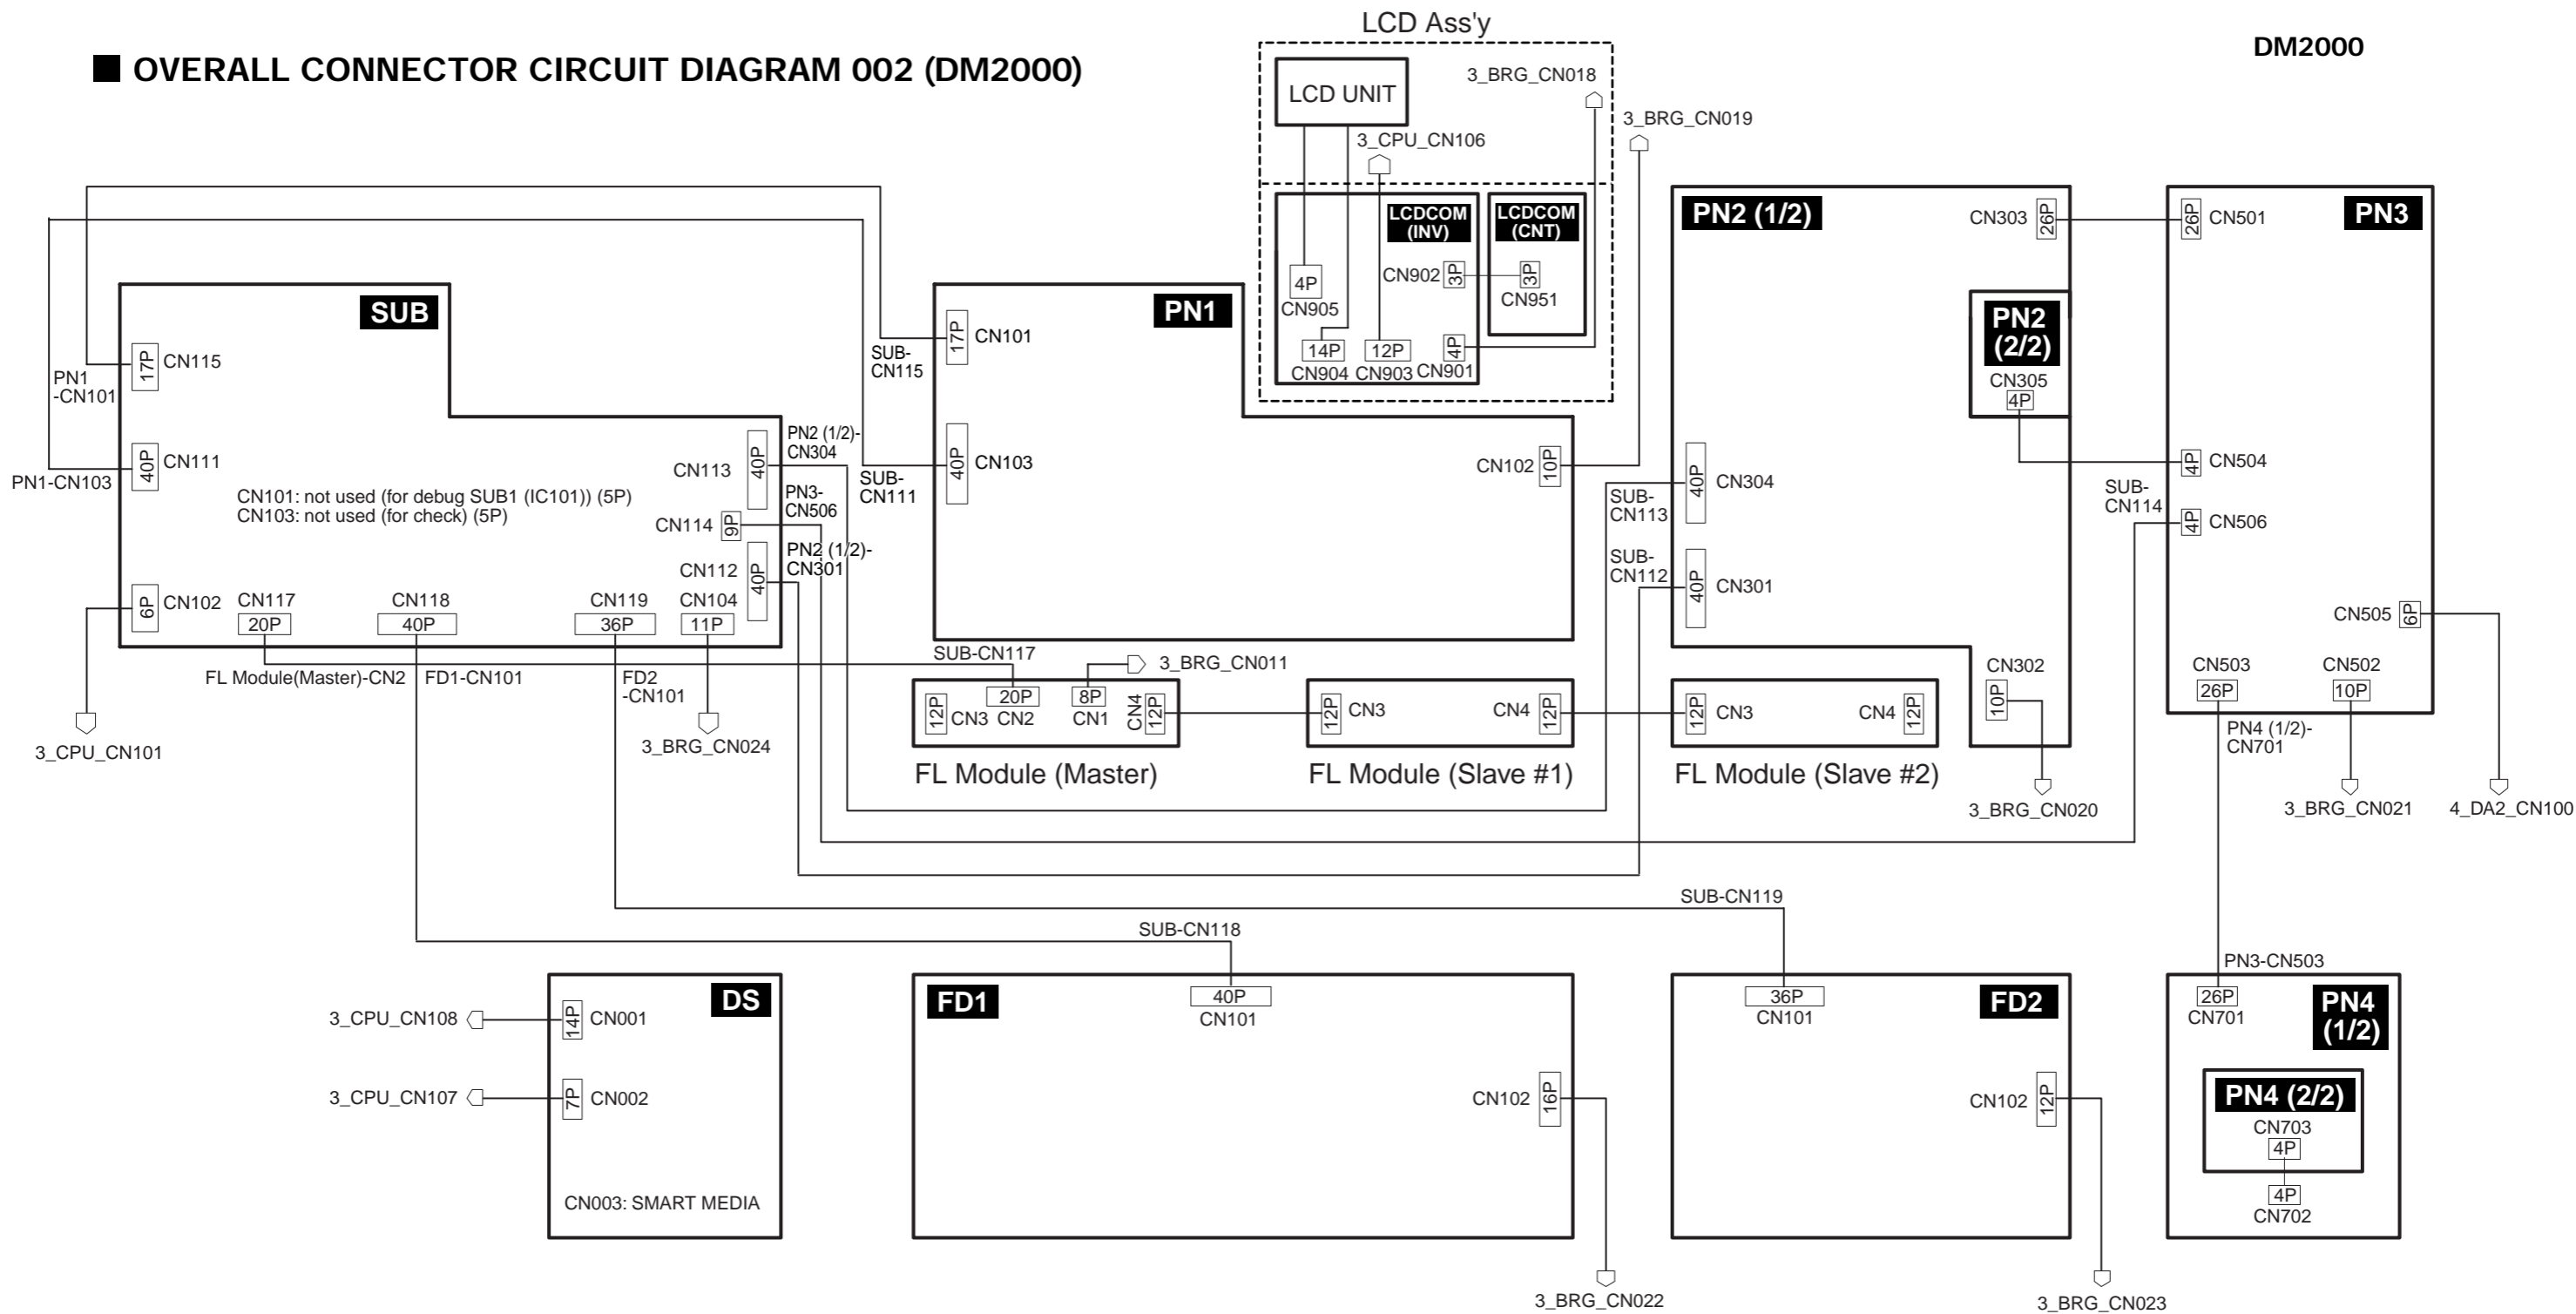 LCD Ass'y
DM2000
■ OVERALL CONNECTOR CIRCUIT DIAGRAM 002 (DM2000)
LCD UNIT
3_BRG_CN018
3_BRG_CN019
3_CPU_CN106
LCDCOM
(INV)
LCDCOM
(CNT)
CN902
3P
3P
CN951
4P
CN905
14P
CN904
12P
CN903
4P
CN901
SUB
17P
CN115
PN1
-CN101
40P
CN111
PN1-CN103
CN101: not used (for debug SUB1 (IC101)) (5P)
CN103: not used (for check) (5P)
CN113
40P
PN2 (1/2)-
CN304
PN3-
CN506
CN114
9P
PN2 (1/2)-
CN301
CN112
40P
6P
CN102
CN117
20P
CN118
40P
CN119
36P
CN104
11P
FL Module(Master)-CN2
FD1-CN101
FD2
-CN101
3_CPU_CN101
3_BRG_CN024
PN1
17P
CN101
SUB-
CN115
40P
CN103
SUB-
CN111
CN102
10P
SUB-CN117
3_BRG_CN011
12P
CN3
20P
CN2
8P
CN1
CN4
12P
FL Module (Master)
12P
CN3
CN4
12P
FL Module (Slave #1)
12P
CN3
CN4
12P
FL Module (Slave #2)
PN2 (1/2)
CN303
26P
PN2
(2/2)
CN305
4P
40P
CN304
SUB-
CN113
SUB-
CN112
40P
CN301
CN302
10P
3_BRG_CN020
PN3
26P
CN501
4P
CN504
SUB-
CN114
4P
CN506
CN505
6P
CN503
26P
CN502
10P
PN4 (1/2)-
CN701
3_BRG_CN021
4_DA2_CN100
SUB-CN119
SUB-CN118
DS
3_CPU_CN108
14P
CN001
3_CPU_CN107
7P
CN002
CN003: SMART MEDIA
FD1
40P
CN101
CN102
16P
3_BRG_CN022
36P
CN101
FD2
CN102
12P
3_BRG_CN023
PN3-CN503
26P
CN701
PN4
(1/2)
PN4 (2/2)
CN703
4P
4P
CN702